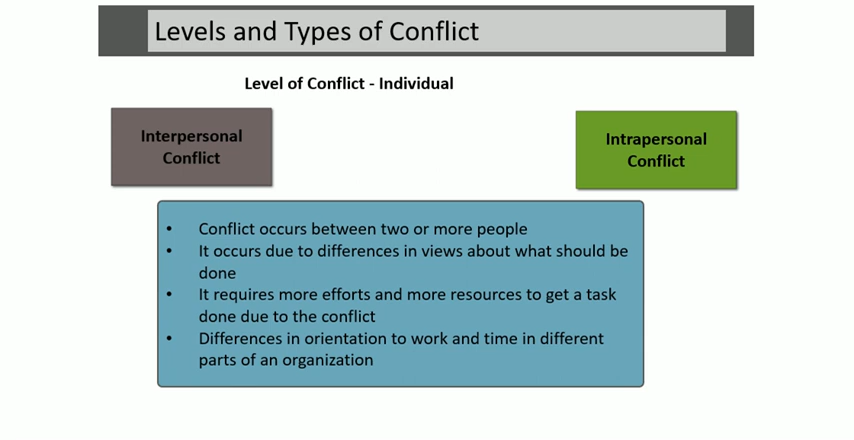 Levels and Types of Conflict
Level of Conflict - Individual
Interpersonal
Conflict
Intrapersonal
Conflict
• Conflict occurs between two or more people
• It occurs due to differences in views about what should be
done
• It requires more efforts and more resources to get a task
done due to the conflict
• Differences in orientation to work and time in different
parts of an organization